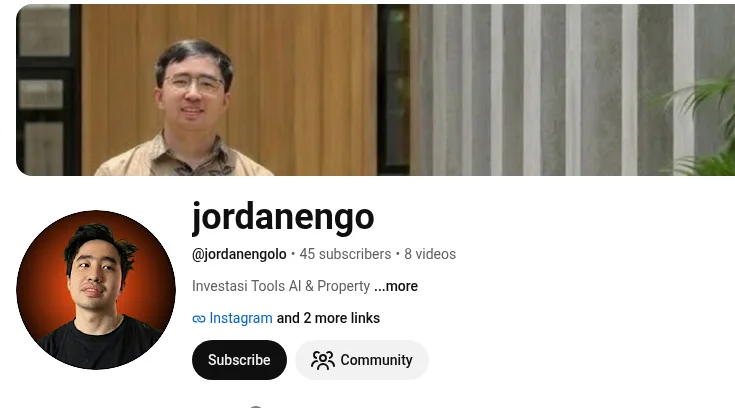 jordanengo
@jordanengolo • 45 subscribers • 8 videos
Investasi Tools AI & Property ...more
Instagram and 2 more links
Subscribe Community